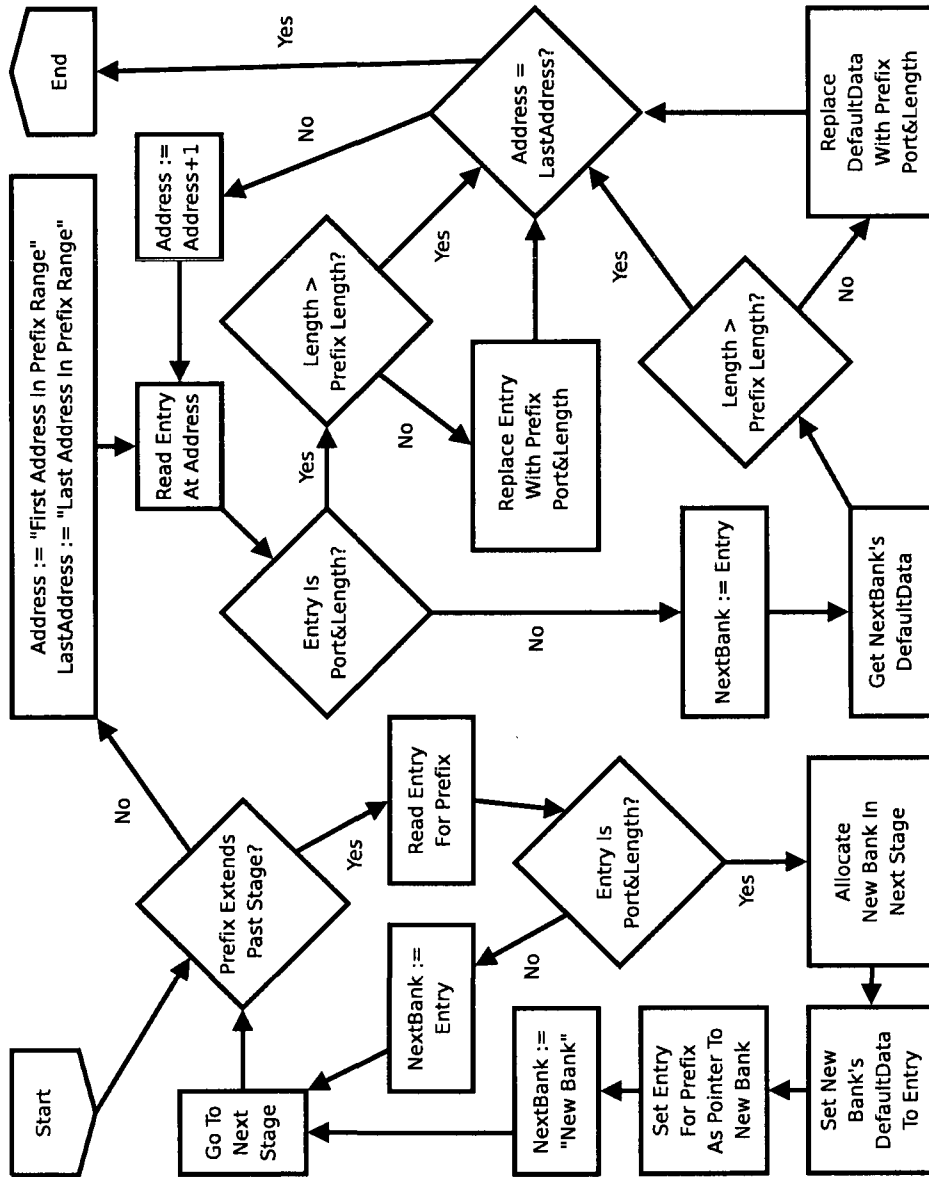 Start
Prefix Extends
Past Stage?
No
Yes
Go To
Next
Stage
Read Entry
For Prefix
Entry Is
Port&Length?
No
Yes
NextBank :=
Entry
Allocate
New Bank In
Next Stage
Set New
Bank's
DefaultData
To Entry
Set Entry
For Prefix
As Pointer To
New Bank
NextBank :=
"New Bank"
Address := "First Address In Prefix Range"
LastAddress := "Last Address In Prefix Range"
Read Entry
At Address
Address :=
Address+1
Entry Is
Port&Length?
Yes
No
Length >
Prefix Length?
Yes
No
Replace Entry
With Prefix
Port&Length
NextBank := Entry
Get NextBank's
DefaultData
Length >
Prefix Length?
Yes
No
Replace
DefaultData
With Prefix
Port&Length
Address =
LastAddress?
No
Yes
End